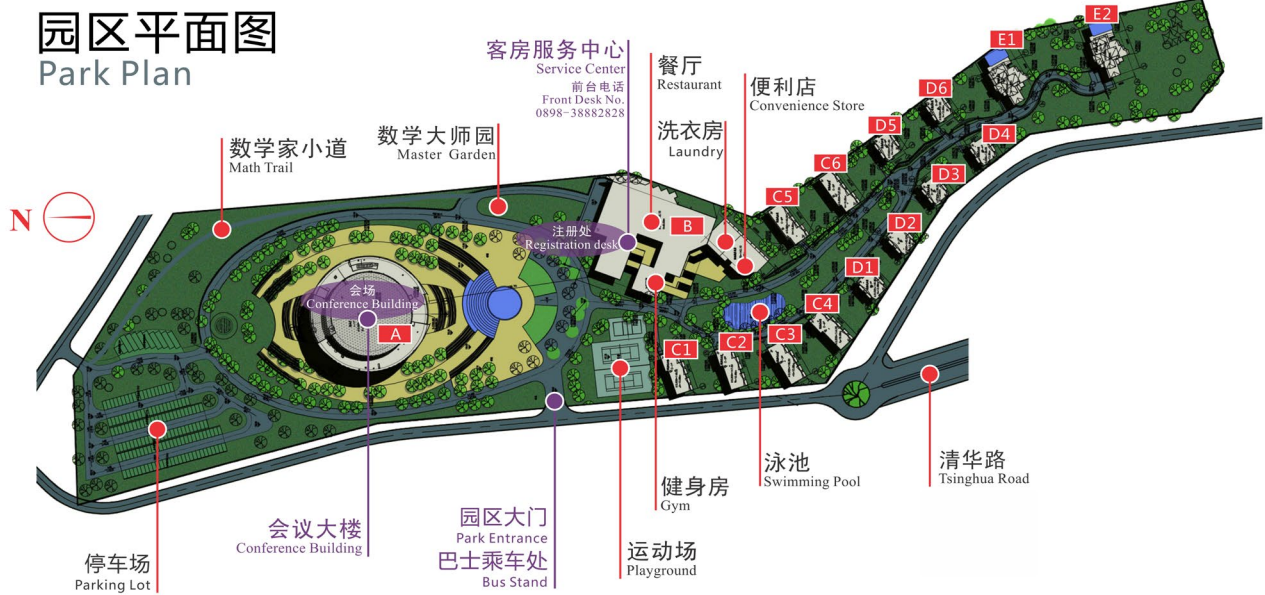 园区平面图
Park Plan
客房服务中心
Service Center
前台电话
Front Desk No.
0898-38882828
餐厅
Restaurant
便利店
Convenience Store
洗衣房
Laundry
数学家小道
Math Trail
数学大师园
Master Garden
N
注册处
Registration desk
会场
Conference Building
A
B
C1
C2
C3
C4
C5
C6
D1
D2
D3
D4
D5
D6
E1
E2
停车场
Parking Lot
会议大楼
Conference Building
园区大门
Park Entrance
巴士乘车处
Bus Stand
运动场
Playground
健身房
Gym
泳池
Swimming Pool
清华路
Tsinghua Road